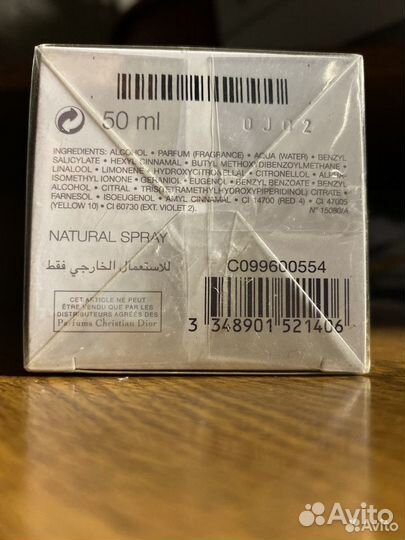 50 ml
0J02
INGREDIENTS: ALCOHOL • PARFUM (FRAGRANCE) • AQUA (WATER) • BENZYL
SALICYLATE • HEXYL CINNAMAL • BUTYL METHOXYDIBENZOYLMETHANE •
LINALOOL • LIMONENE • HYDROXYCITRONELLAL • CITRONELLOL • ALPHA-
ISOMETHYL IONONE • GERANIOL • EUGENOL • BENZYL BENZOATE • BENZYL
ALCOHOL • CITRAL • TRIS(TETRAMETHYLHYDROXYPIPERIDINOL) CITRATE •
FARNESOL • ISOEUGENOL • AMYL CINNAMAL • CI 14700 (RED 4) • CI 47005
(YELLOW 10) • CI 60730 (EXT. VIOLET 2).
N° 15080/A
NATURAL SPRAY
للاستعمال الخارجي فقط
C099600554
CET ARTICLE NE PEUT
ÊTRE VENDU QUE PAR LES
DISTRIBUTEURS AGRÉÉS DES
Parfums Christian Dior
3 348901 521406
Avito